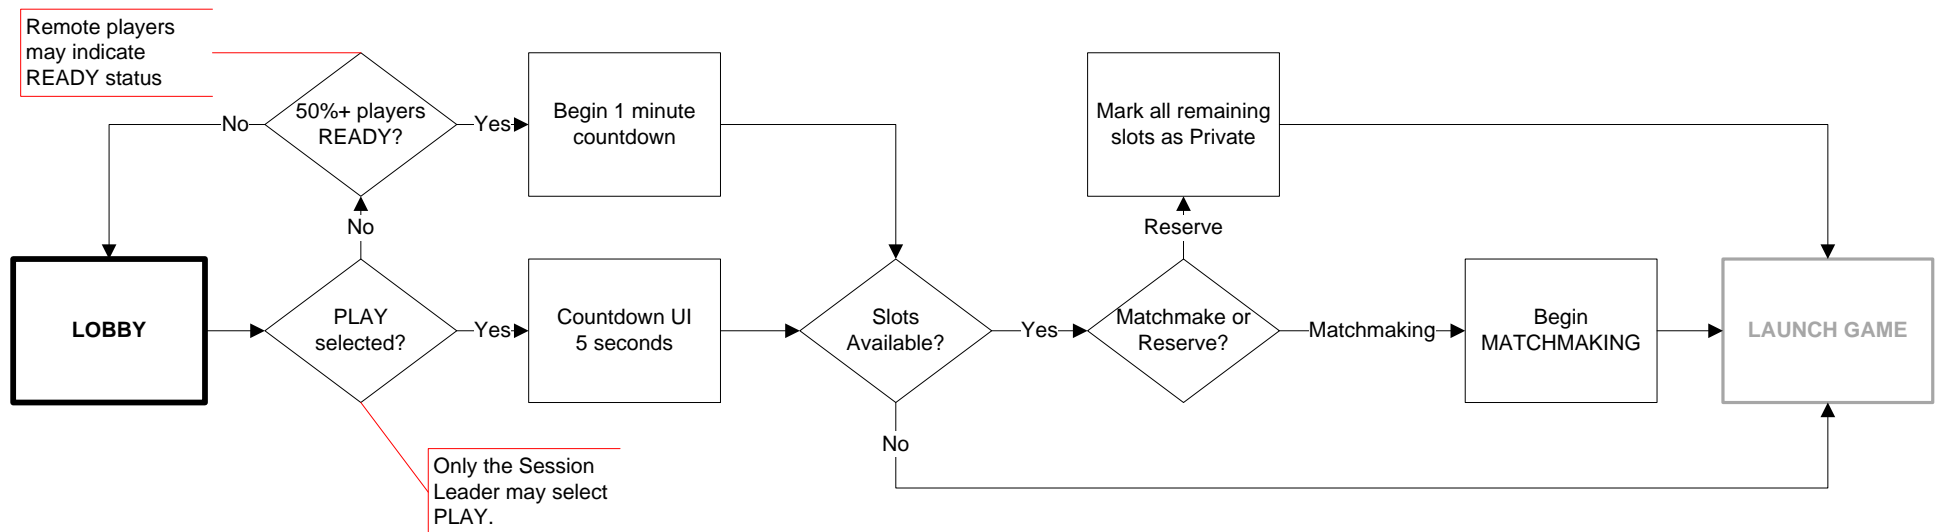 Remote players
may indicate
READY status
50%+ players
READY?
No
Yes
Begin 1 minute
countdown
Mark all remaining
slots as Private
No
Reserve
LOBBY
PLAY
selected?
Yes
Countdown UI
5 seconds
Slots
Available?
Yes
Matchmake or
Reserve?
Matchmaking
Begin
MATCHMAKING
LAUNCH GAME
No
Only the Session
Leader may select
PLAY.